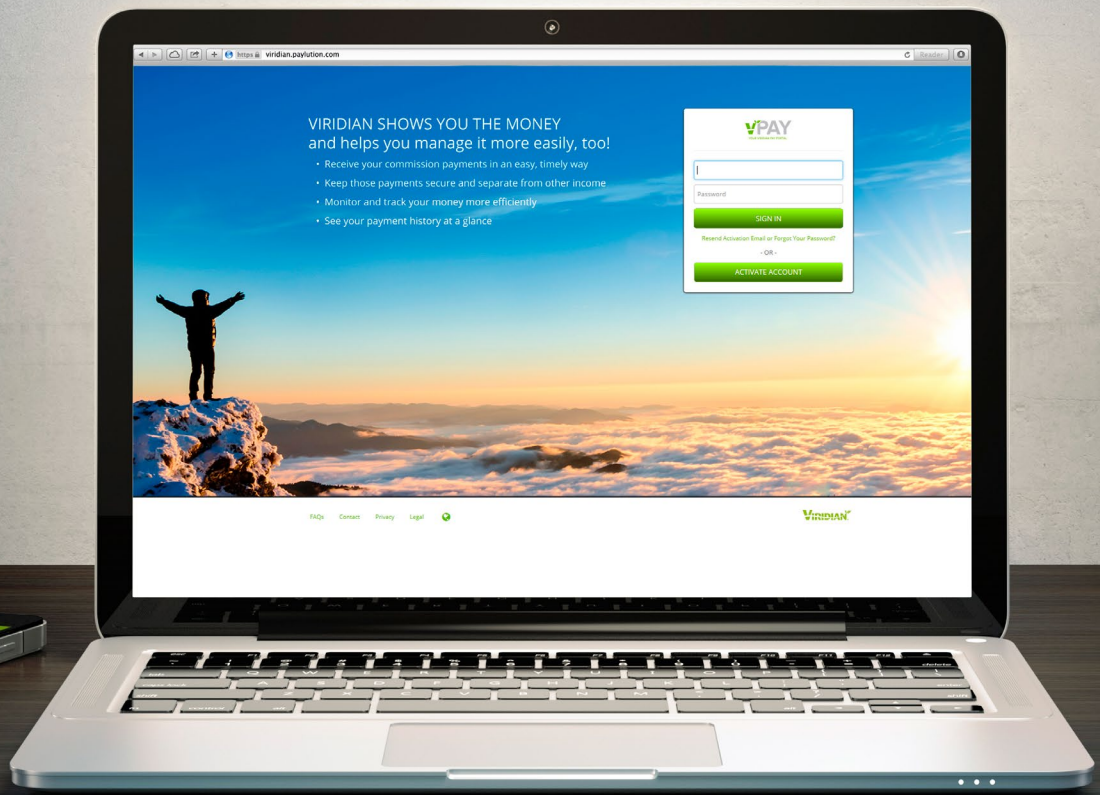 https viridian.paylution.com
Reader
VIRIDIAN SHOWS YOU THE MONEY
and helps you manage it more easily, too!
• Receive your commission payments in an easy, timely way
• Keep those payments secure and separate from other income
• Monitor and track your money more efficiently
• See your payment history at a glance
vPAY
Password
SIGN IN
Resend Activation Email or Forgot Your Password?
- OR -
ACTIVATE ACCOUNT
FAQs Contact Privacy Legal
VIRIDIAN